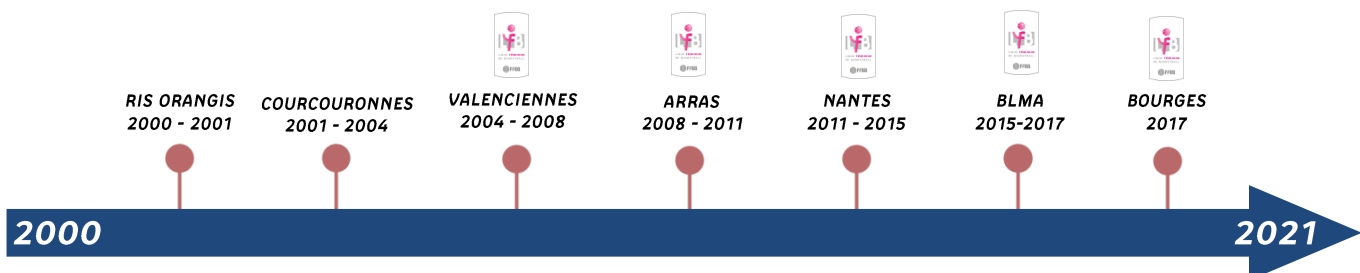 RIS ORANGIS
2000 - 2001
COURCOURONNES
2001 - 2004
VALENCIENNES
2004 - 2008
ARRAS
2008 - 2011
NANTES
2011 - 2015
BLMA
2015-2017
BOURGES
2017
2000
2021